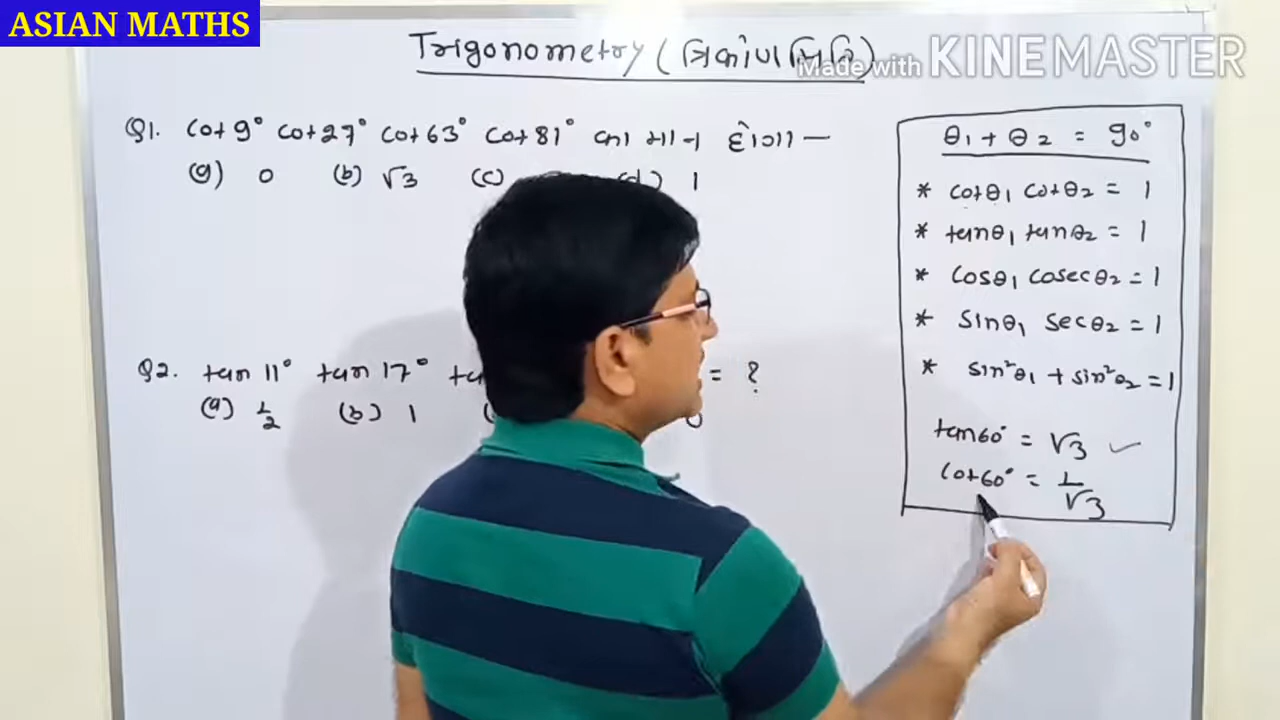 ASIAN MATHS
Made with KINEMASTER
Trigonometry (त्रिकोणमिति)
Q1. cot 9° cot 27° cot 63° cot 81° का मान होगा —
(a) 0 (b) √3 (c) (d) 1
Q2. tan 11° tan 17° = ?
(a) 1/2 (b) 1
θ₁ + θ₂ = 90°
* cotθ₁ cotθ₂ = 1
* tanθ₁ tanθ₂ = 1
* cosθ₁ cosecθ₂ = 1
* sinθ₁ secθ₂ = 1
* sin²θ₁ + sin²θ₂ = 1
tan60° = √3 ✓
cot60° = 1/√3